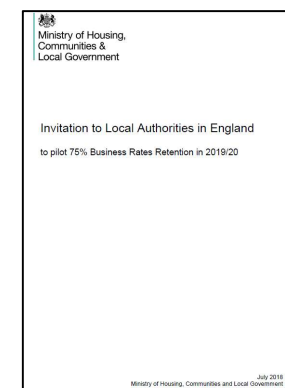 Ministry of Housing,
Communities &
Local Government
Invitation to Local Authorities in England
to pilot 75% Business Rates Retention in 2019/20
July 2018
Ministry of Housing, Communities and Local Government